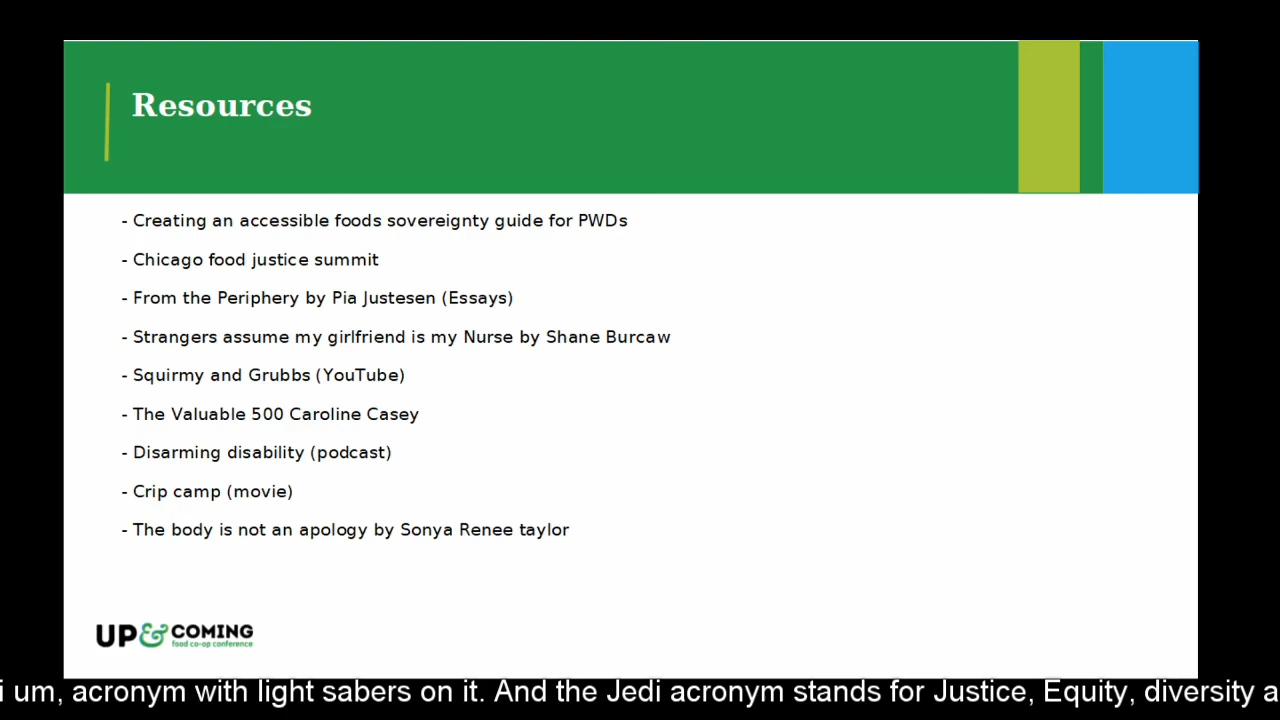 Resources
- Creating an accessible foods sovereignty guide for PWDs
- Chicago food justice summit
- From the Periphery by Pia Justesen (Essays)
- Strangers assume my girlfriend is my Nurse by Shane Burcaw
- Squirmy and Grubbs (YouTube)
- The Valuable 500 Caroline Casey
- Disarming disability (podcast)
- Crip camp (movie)
- The body is not an apology by Sonya Renee taylor
UP & COMING
food co-op conference
i um, acronym with light sabers on it. And the Jedi acronym stands for Justice, Equity, diversity a